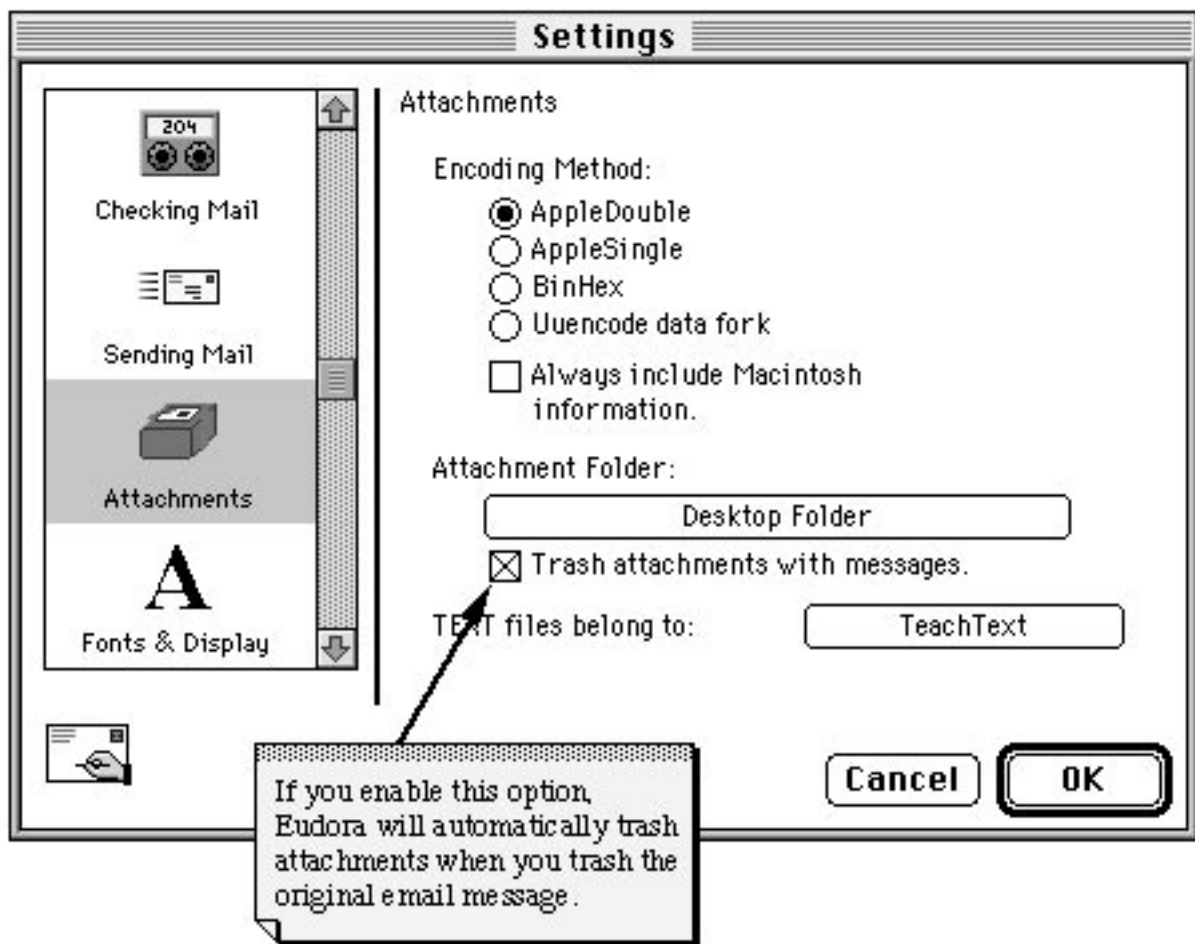 Settings
204
Checking Mail
Sending Mail
Attachments
Fonts & Display
Attachments
Encoding Method:
AppleDouble
AppleSingle
BinHex
Uuencode data fork
Always include Macintosh
information.
Attachment Folder:
Desktop Folder
Trash attachments with messages.
TEXT files belong to:
TeachText
Cancel
OK
If you enable this option,
Eudora will automatically trash
attachments when you trash the
original email message.